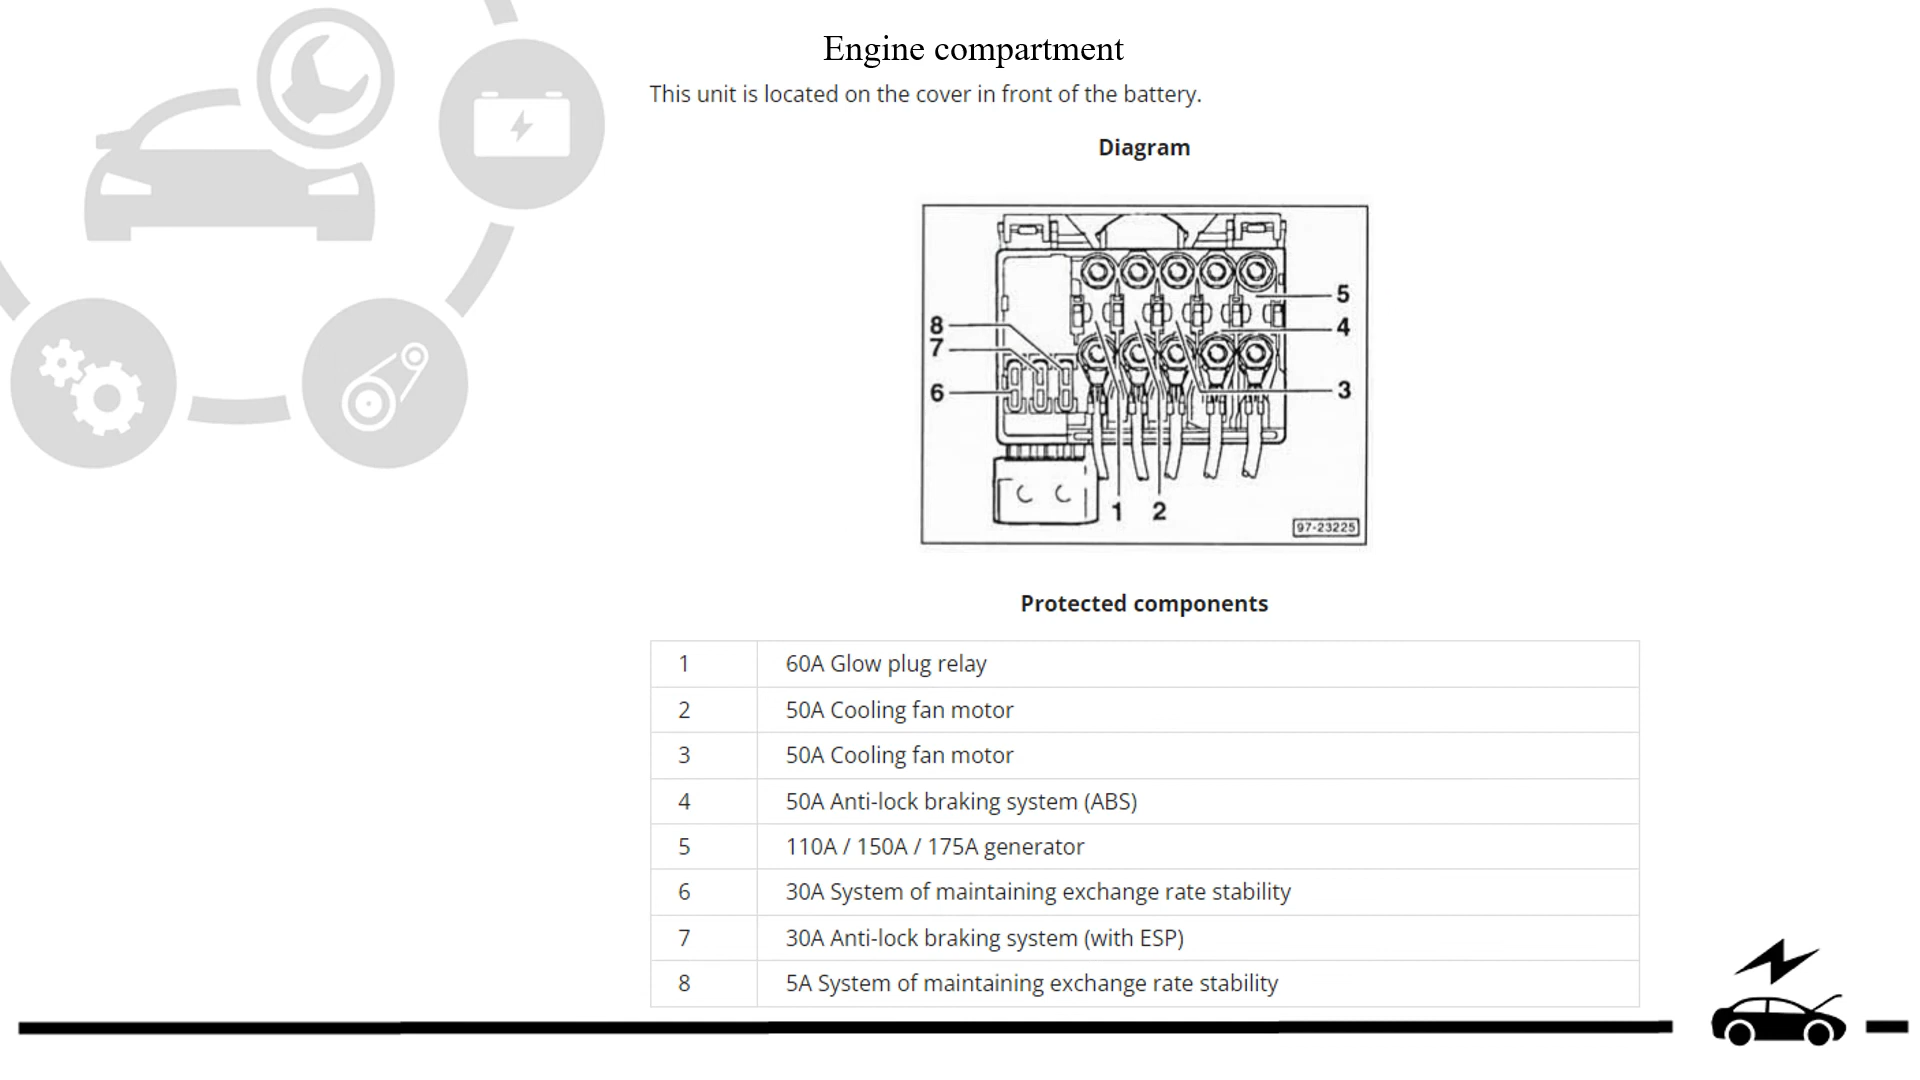 Engine compartment
This unit is located on the cover in front of the battery.
Diagram
5
8
4
7
6
3
1 2
97-23225
Protected components
1 60A Glow plug relay
2 50A Cooling fan motor
3 50A Cooling fan motor
4 50A Anti-lock braking system (ABS)
5 110A / 150A / 175A generator
6 30A System of maintaining exchange rate stability
7 30A Anti-lock braking system (with ESP)
8 5A System of maintaining exchange rate stability